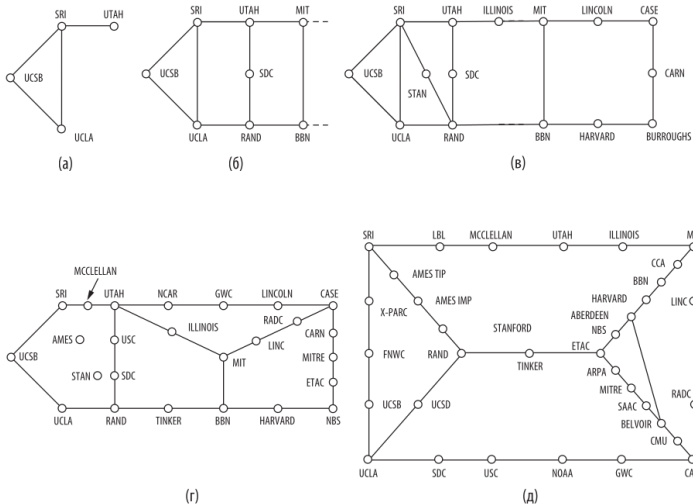 SRI UTAH
UCSB
UCLA
(а)
SRI UTAH MIT
UCSB SDC
UCLA RAND BBN
(б)
SRI UTAH ILLINOIS MIT LINCOLN CASE
UCSB SDC CARN
STAN
UCLA RAND BBN HARVARD BURROUGHS
(в)
MCCLELLAN
SRI UTAH NCAR GWC LINCOLN CASE
RADC
ILLINOIS CARN
AMES USC LINC
UCSB MIT MITRE
STAN SDC ETAC
UCLA RAND TINKER BBN HARVARD NBS
(г)
SRI LBL MCCLELLAN UTAH ILLINOIS M
CCA
AMES TIP BBN
X-PARC AMES IMP HARVARD LINC
ABERDEEN
STANFORD NBS
FNWC RAND ETAC
TINKER
ARPA
MITRE RADC
UCSB UCSD SAAC
BELVOIR
CMU
UCLA SDC USC NOAA GWC CA
(д)